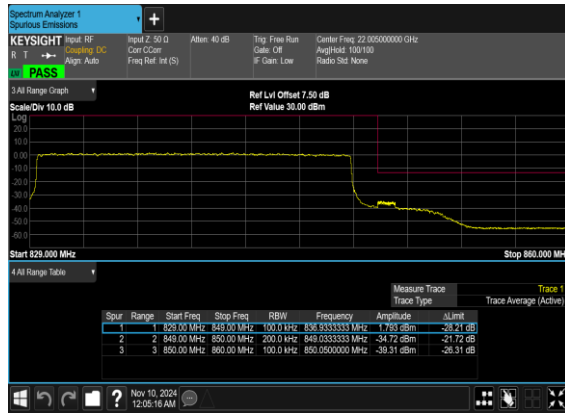 Spectrum Analyzer 1
Spurious Emissions
KEYSIGHT Input: RF Input Z: 50 Ω Atten: 40 dB Trig: Free Run Center Freq: 22.005000000 GHz
R T Coupling: DC Corr CCorr Gate: Off Avg|Hold: 100/100
Align: Auto Freq Ref: Int (S) IF Gain: Low Radio Std: None
PASS
3 All Range Graph
Ref Lvl Offset 7.50 dB
Scale/Div 10.0 dB Ref Value 30.00 dBm
Log
20.0
10.0
0.00
-10.0
-20.0
-30.0
-40.0
-50.0
-60.0
Start 829.000 MHz Stop 860.000 MH
4 All Range Table
Measure Trace Trace 1
Trace Type Trace Average (Active)
Spur Range Start Freq Stop Freq RBW Frequency Amplitude ΔLimit
1 1 829.00 MHz 849.00 MHz 100.0 kHz 836.9333333 MHz 1.793 dBm -28.21 dB
2 2 849.00 MHz 850.00 MHz 200.0 kHz 849.0333333 MHz -34.72 dBm -21.72 dB
3 3 850.00 MHz 860.00 MHz 100.0 kHz 850.0500000 MHz -39.31 dBm -26.31 dB
Nov 10, 2024
12:05:16 AM